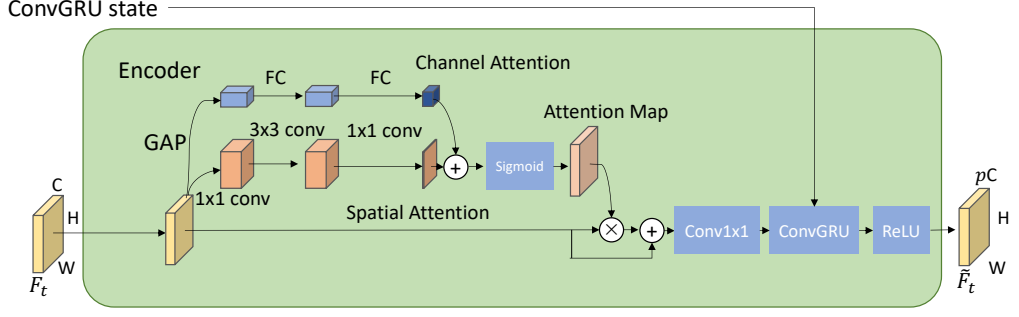 ConvGRU state
Encoder
FC
FC
Channel Attention
GAP
3x3 conv
1x1 conv
Attention Map
+
Sigmoid
1x1 conv
Spatial Attention
C
H
W
F_t
×
+
Conv1x1
ConvGRU
ReLU
pC
H
W
F̃_t